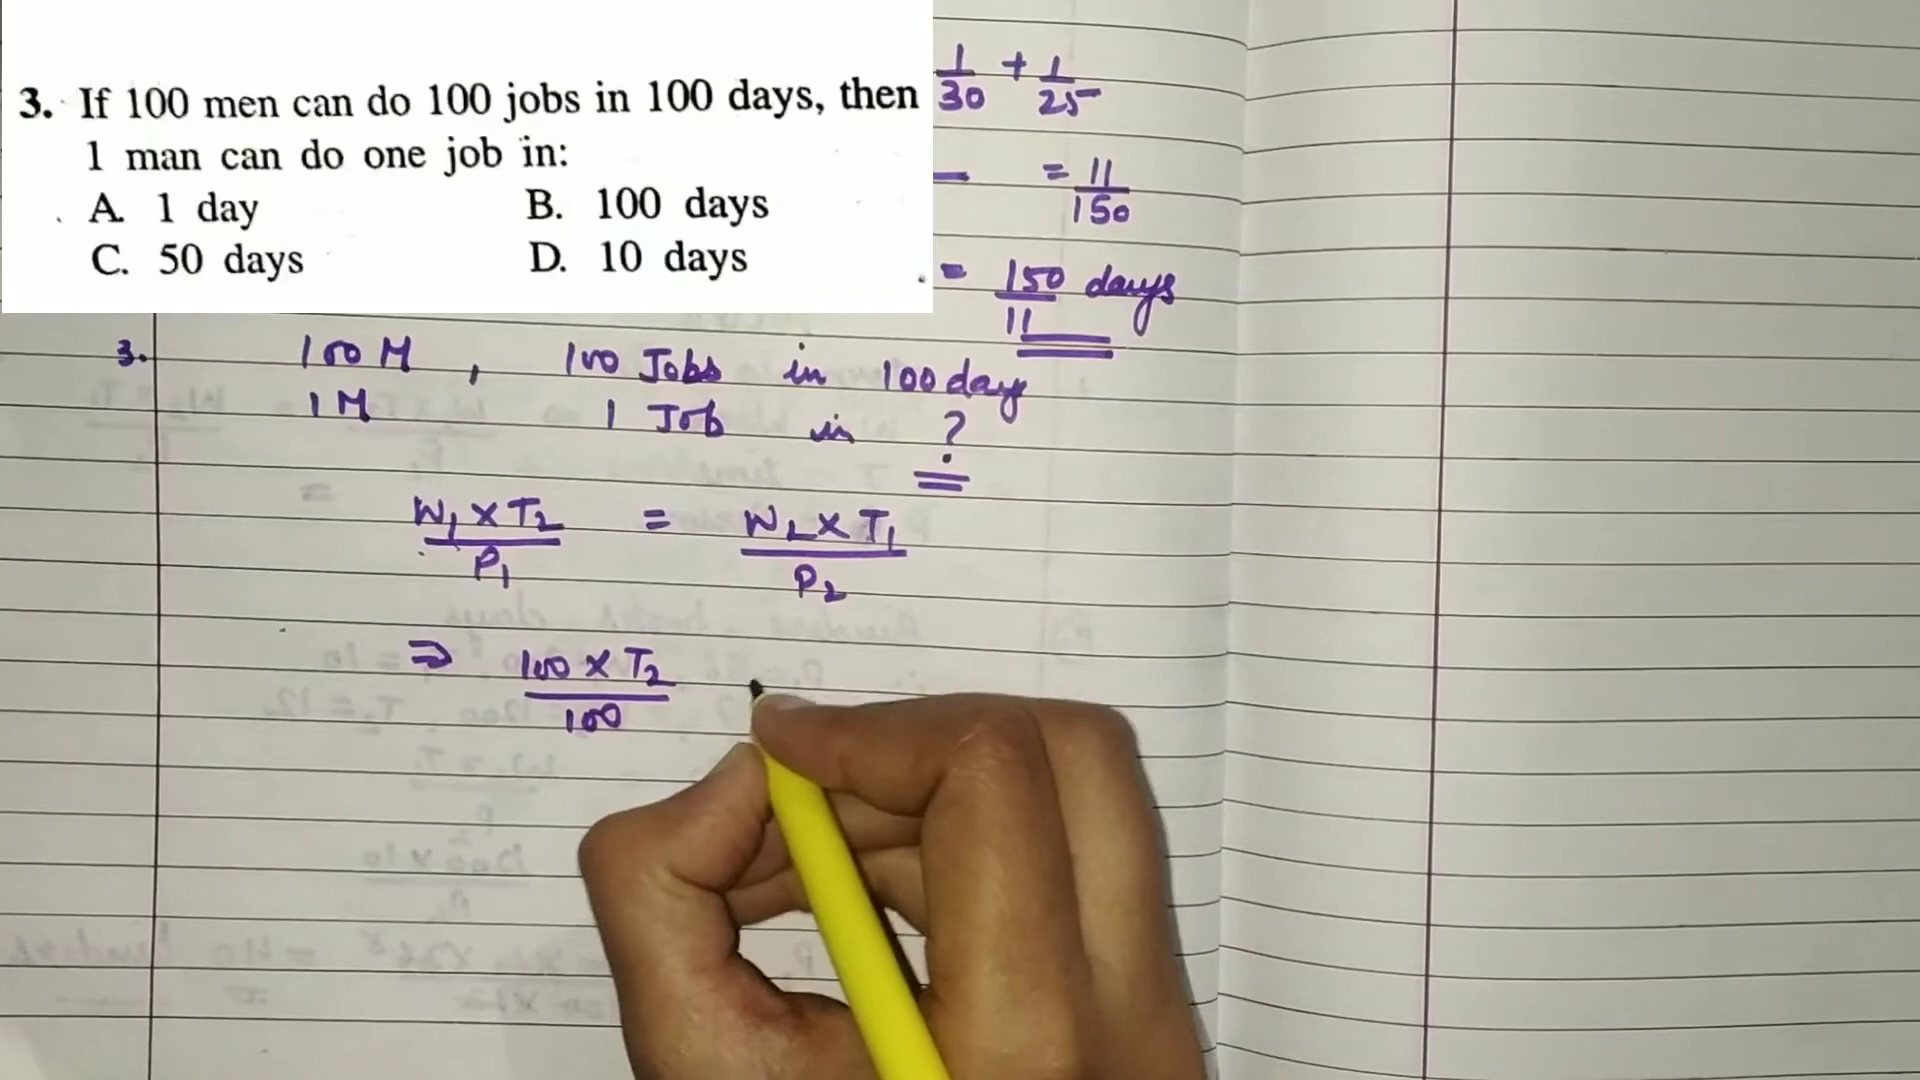 3. If 100 men can do 100 jobs in 100 days, then
1 man can do one job in:
A. 1 day B. 100 days
C. 50 days D. 10 days
1/30 + 1/25
= 11/150
= 150/11 days
3. 100 M , 100 Jobs in 100 day
1 M 1 Job in ?
W₁ × T₂ / P₁ = W₂ × T₁ / P₂
⇒ 100 × T₂ / 100